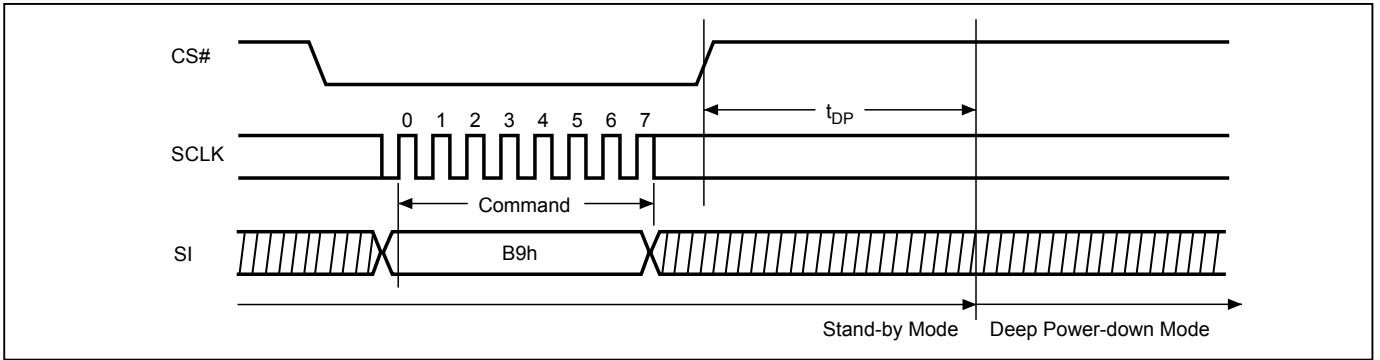 CS#
tDP
0 1 2 3 4 5 6 7
SCLK
Command
SI
B9h
Stand-by Mode
Deep Power-down Mode